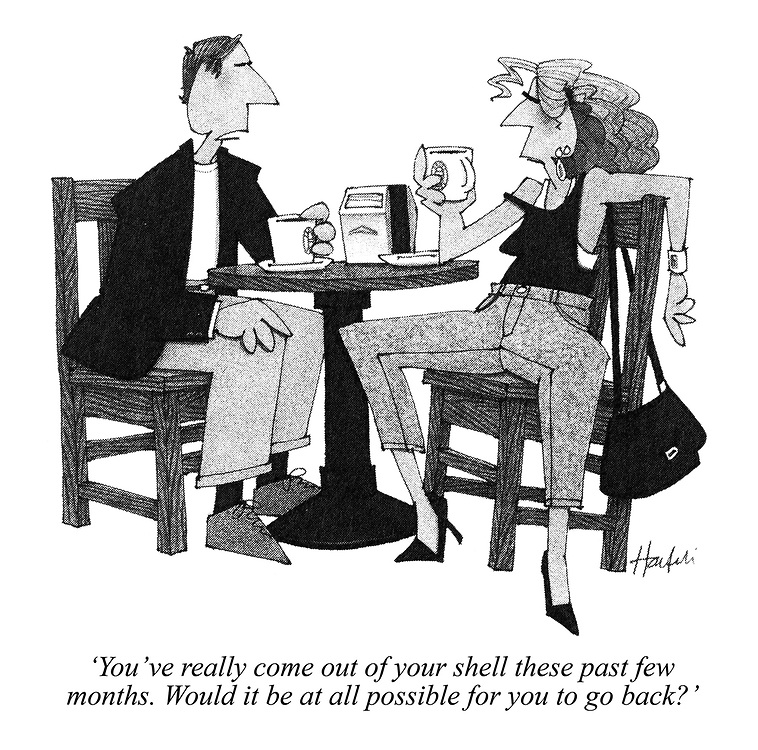 ‘You’ve really come out of your shell these past few
months. Would it be at all possible for you to go back?’